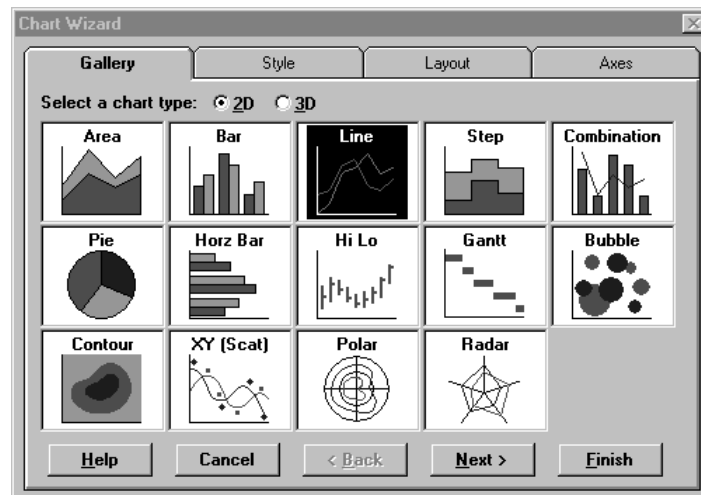 Chart Wizard
Gallery Style Layout Axes
Select a chart type: 2D 3D
Area Bar Line Step Combination
Pie Horz Bar Hi Lo Gantt Bubble
Contour XY (Scat) Polar Radar
Help Cancel < Back Next > Finish